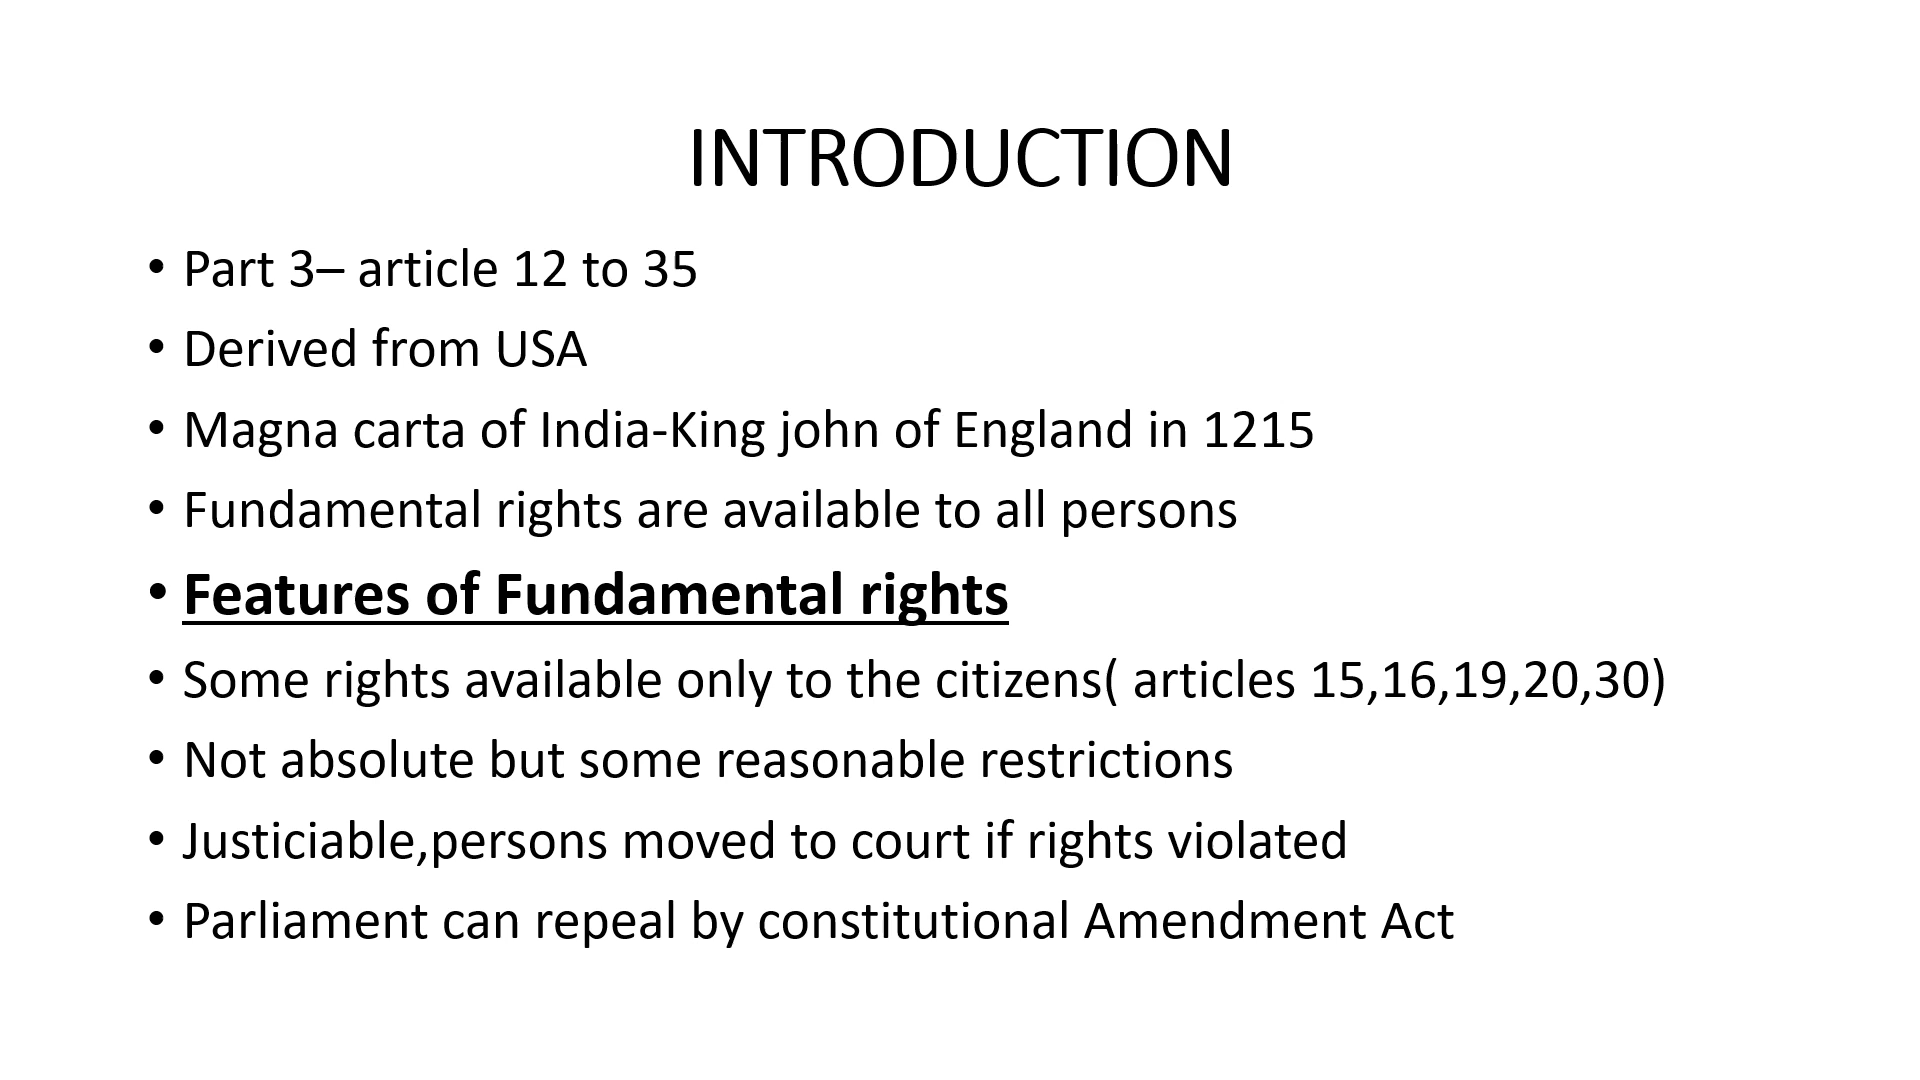 INTRODUCTION
• Part 3– article 12 to 35
• Derived from USA
• Magna carta of India-King john of England in 1215
• Fundamental rights are available to all persons
• Features of Fundamental rights
• Some rights available only to the citizens( articles 15,16,19,20,30)
• Not absolute but some reasonable restrictions
• Justiciable,persons moved to court if rights violated
• Parliament can repeal by constitutional Amendment Act